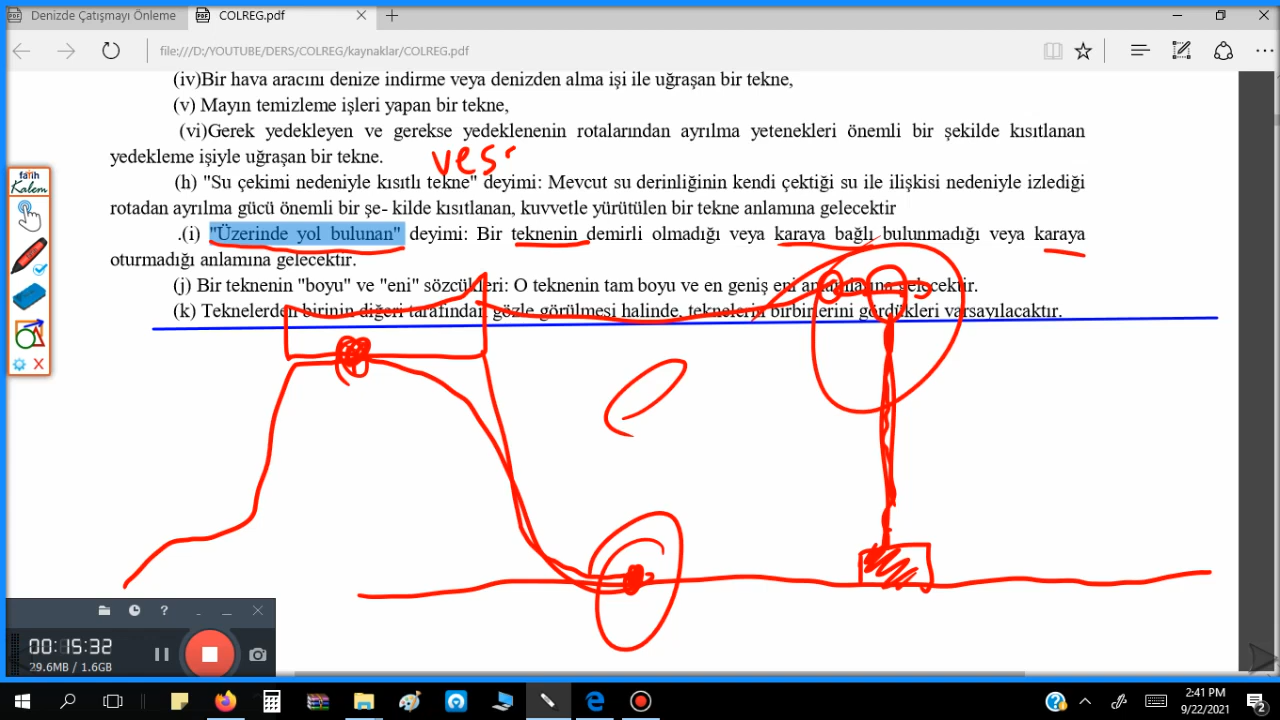 Denizde Çatışmayı Önleme
COLREG.pdf
file:///D:/YOUTUBE/DERS/COLREG/kaynaklar/COLREG.pdf
(iv)Bir hava aracını denize indirme veya denizden alma işi ile uğraşan bir tekne,
(v) Mayın temizleme işleri yapan bir tekne,
(vi)Gerek yedekleyen ve gerekse yedeklenenin rotalarından ayrılma yetenekleri önemli bir şekilde kısıtlanan
yedekleme işiyle uğraşan bir tekne.
ves
(h) "Su çekimi nedeniyle kısıtlı tekne" deyimi: Mevcut su derinliğinin kendi çektiği su ile ilişkisi nedeniyle izlediği
rotadan ayrılma gücü önemli bir şe- kilde kısıtlanan, kuvvetle yürütülen bir tekne anlamına gelecektir
.(i) "Üzerinde yol bulunan" deyimi: Bir teknenin demirli olmadığı veya karaya bağlı bulunmadığı veya karaya
oturmadığı anlamına gelecektir.
(j) Bir teknenin "boyu" ve "eni" sözcükleri: O teknenin tam boyu ve en geniş eni anlamına gelecektir.
(k) Teknelerden birinin diğeri tarafından gözle görülmesi halinde, teknelerin birbirlerini gördükleri varsayılacaktır.
fatih
Kalem
00:15:32
29.6MB / 1.6GB
2:41 PM
9/22/2021
2